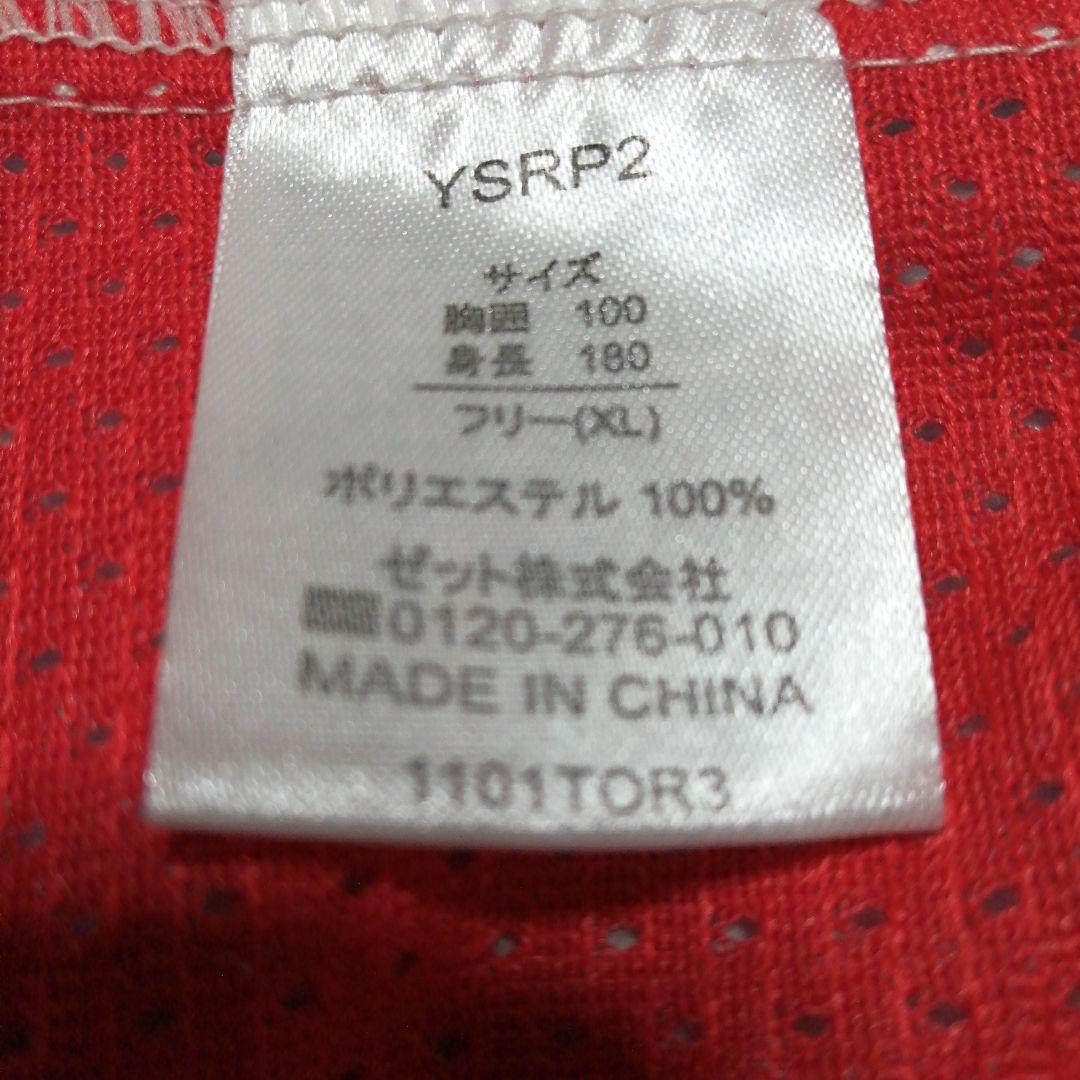 YSRP2
サイズ
胸囲 100
身長 180
フリー(XL)
ポリエステル 100%
ゼット株式会社
0120-276-010
MADE IN CHINA
1101TOR3